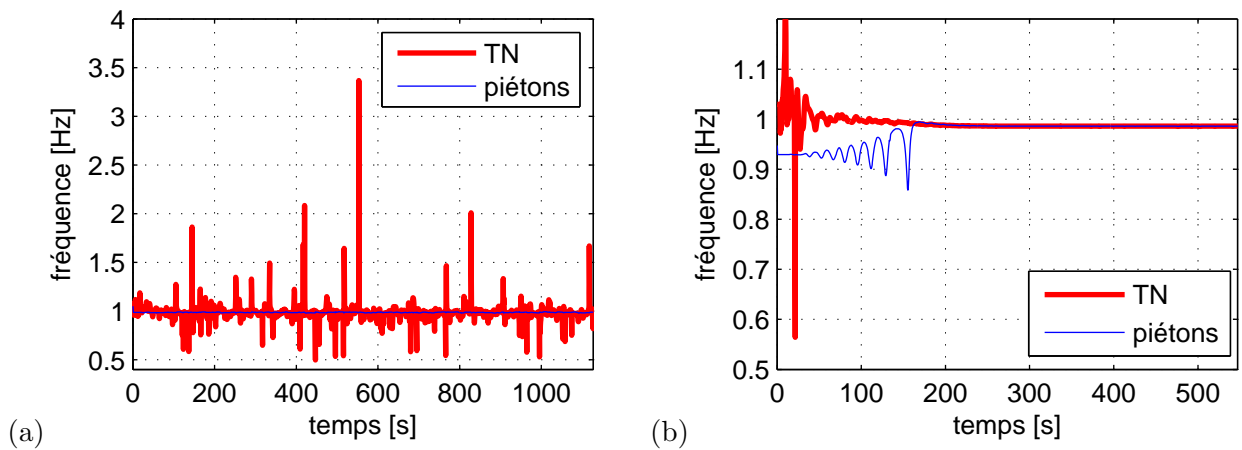 4
3.5
3
2.5
2
1.5
1
0.5
fréquence [Hz]
0 200 400 600 800 1000
temps [s]
TN
piétons
(a)
1.1
1
0.9
0.8
0.7
0.6
0.5
fréquence [Hz]
0 100 200 300 400 500
temps [s]
TN
piétons
(b)